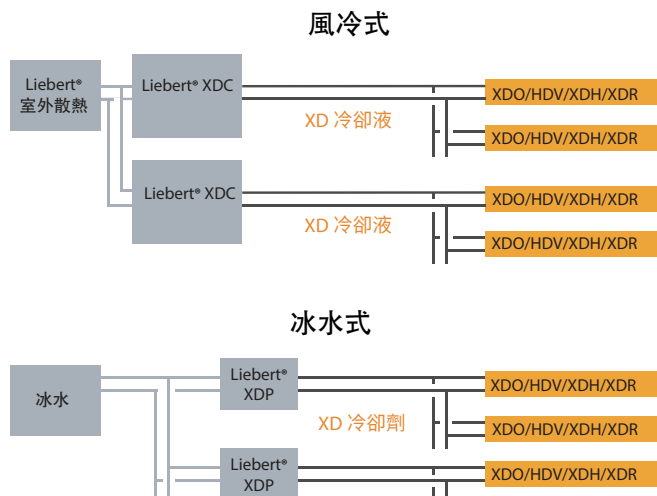 風冷式
Liebert®
室外散熱
Liebert® XDC
XD 冷卻液
XDO/HDV/XDH/XDR
XDO/HDV/XDH/XDR
Liebert® XDC
XD 冷卻液
XDO/HDV/XDH/XDR
XDO/HDV/XDH/XDR
冰水式
冰水
Liebert®
XDP
XD 冷卻劑
XDO/HDV/XDH/XDR
XDO/HDV/XDH/XDR
Liebert®
XDP
XDO/HDV/XDH/XDR